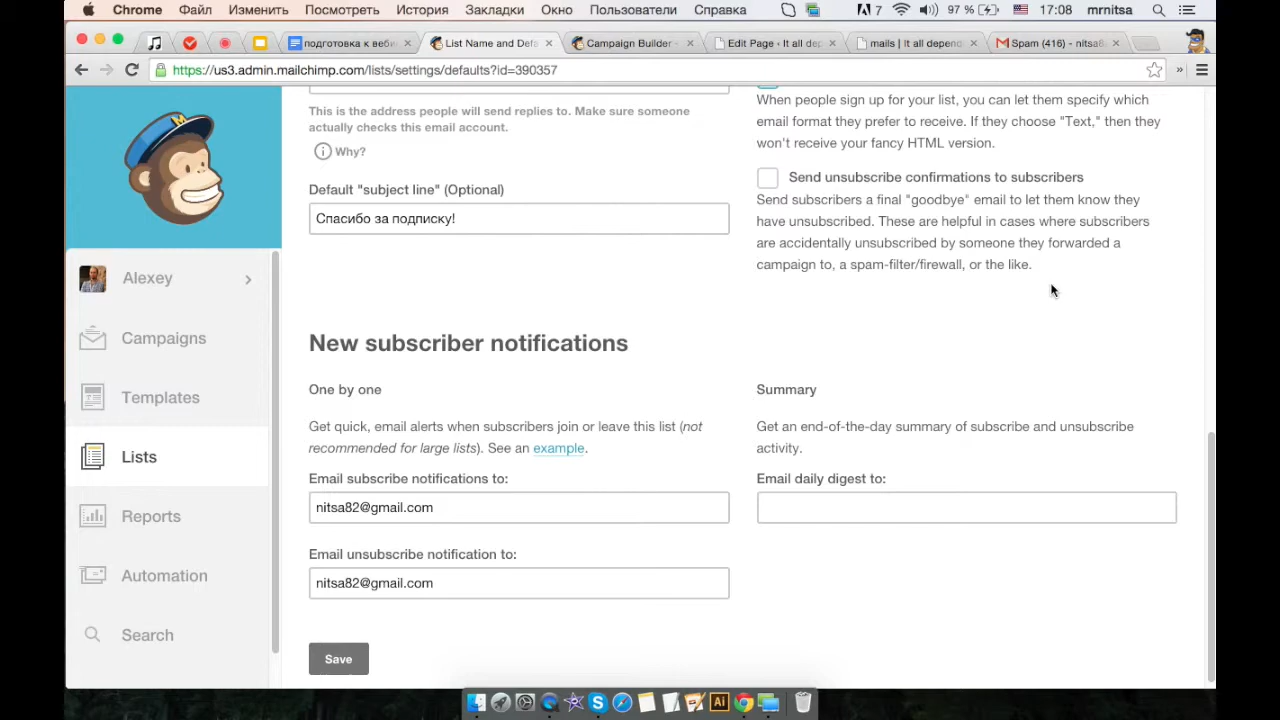 Chrome Файл Изменить Посмотреть История Закладки Окно Пользователи Справка 7 97 % 17:08 mrnitsa
подготовка к веби List Name and Defa Campaign Builder - Edit Page ‹ It all de mails | It all depend Spam (416) - nitsa8
https://us3.admin.mailchimp.com/lists/settings/defaults?id=390357 »
This is the address people will send replies to. Make sure someone
actually checks this email account.
Why?
Default "subject line" (Optional)
Спасибо за подписку!
When people sign up for your list, you can let them specify which
email format they prefer to receive. If they choose "Text," then they
won't receive your fancy HTML version.
Send unsubscribe confirmations to subscribers
Send subscribers a final "goodbye" email to let them know they
have unsubscribed. These are helpful in cases where subscribers
are accidentally unsubscribed by someone they forwarded a
campaign to, a spam-filter/firewall, or the like.
Alexey
Campaigns
Templates
Lists
Reports
Automation
Search
New subscriber notifications
One by one
Get quick, email alerts when subscribers join or leave this list (not
recommended for large lists). See an example.
Email subscribe notifications to:
nitsa82@gmail.com
Email unsubscribe notification to:
nitsa82@gmail.com
Summary
Get an end-of-the-day summary of subscribe and unsubscribe
activity.
Email daily digest to:
Save
Ai